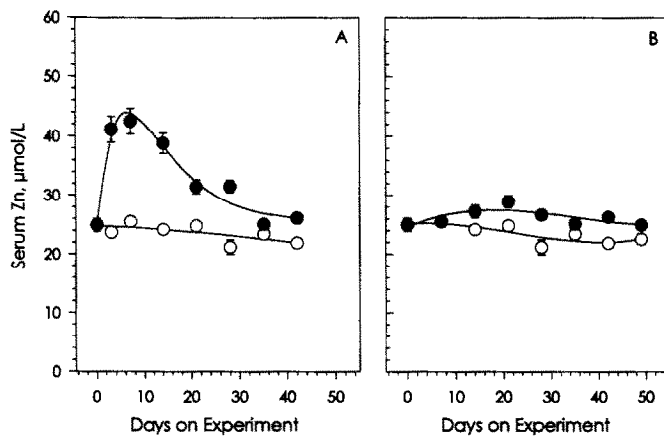 A
B
60
50
40
30
20
10
0
Serum Zn, μmol/L
0 10 20 30 40 50
0 10 20 30 40 50
Days on Experiment
Days on Experiment